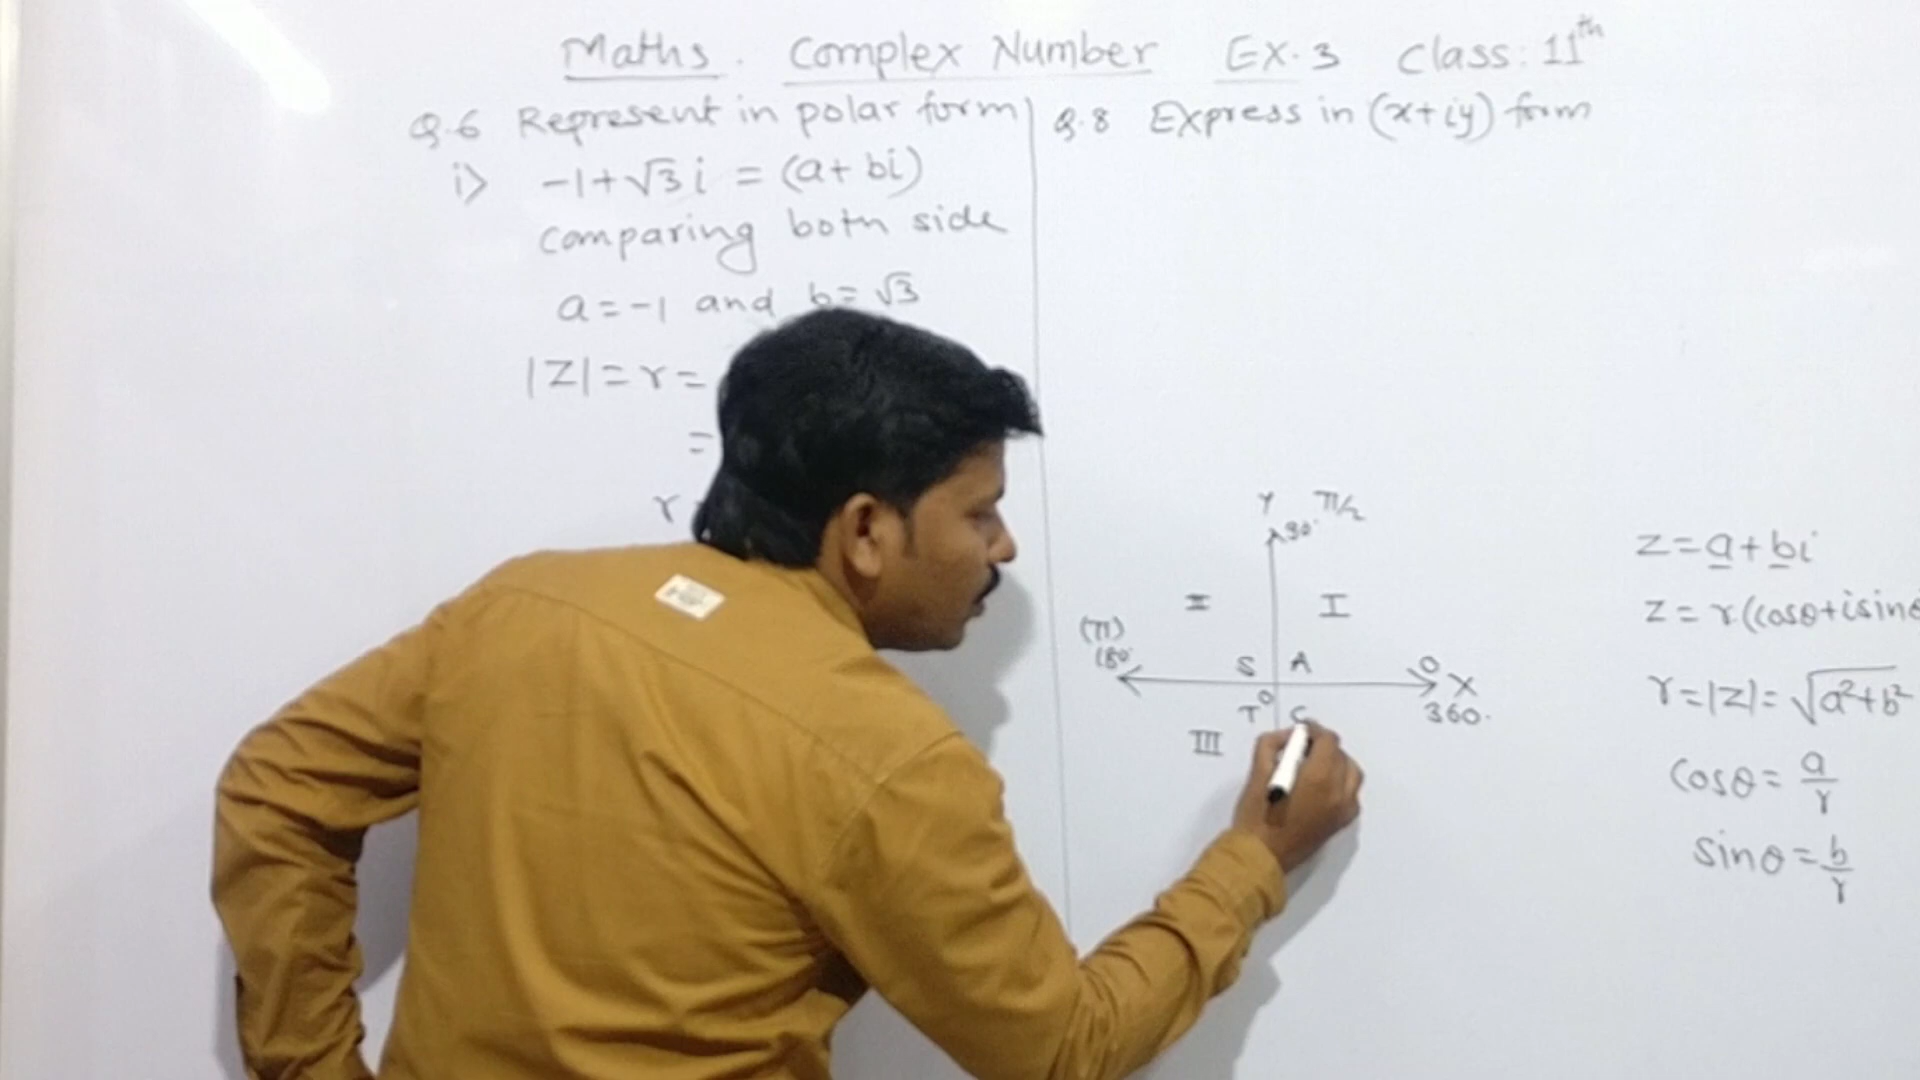 Maths. Complex Number Ex.3 Class: 11th
Q.6 Represent in polar form
i) -1+√3i = (a+bi)
Comparing both side
a=-1 and b=√3
|Z|=r=
=
r
Q.8 Express in (x+iy) form
Y π/2
90°
II I
(π)
180°
S A O X
T O C 360°
III
Z=a+bi
Z=r(cosθ+isinθ
r=|Z|=√a²+b²
Cosθ=a/r
Sinθ=b/r